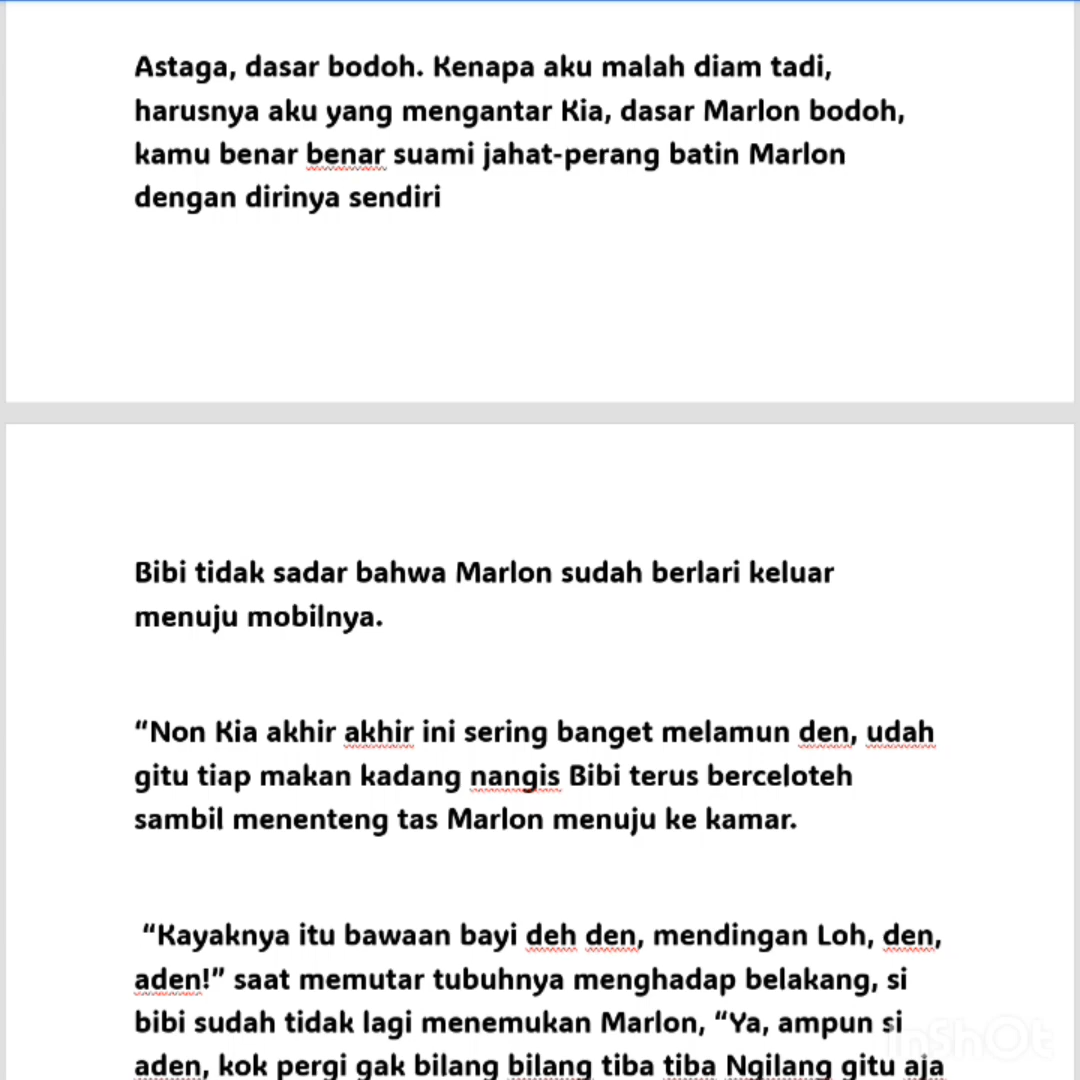 Astaga, dasar bodoh. Kenapa aku malah diam tadi,
harusnya aku yang mengantar Kia, dasar Marlon bodoh,
kamu benar benar suami jahat-perang batin Marlon
dengan dirinya sendiri
Bibi tidak sadar bahwa Marlon sudah berlari keluar
menuju mobilnya.
“Non Kia akhir akhir ini sering banget melamun den, udah
gitu tiap makan kadang nangis Bibi terus berceloteh
sambil menenteng tas Marlon menuju ke kamar.
“Kayaknya itu bawaan bayi deh den, mendingan Loh, den,
aden!” saat memutar tubuhnya menghadap belakang, si
bibi sudah tidak lagi menemukan Marlon, “Ya, ampun si
aden, kok pergi gak bilang bilang tiba tiba Ngilang gitu aja
InShOt